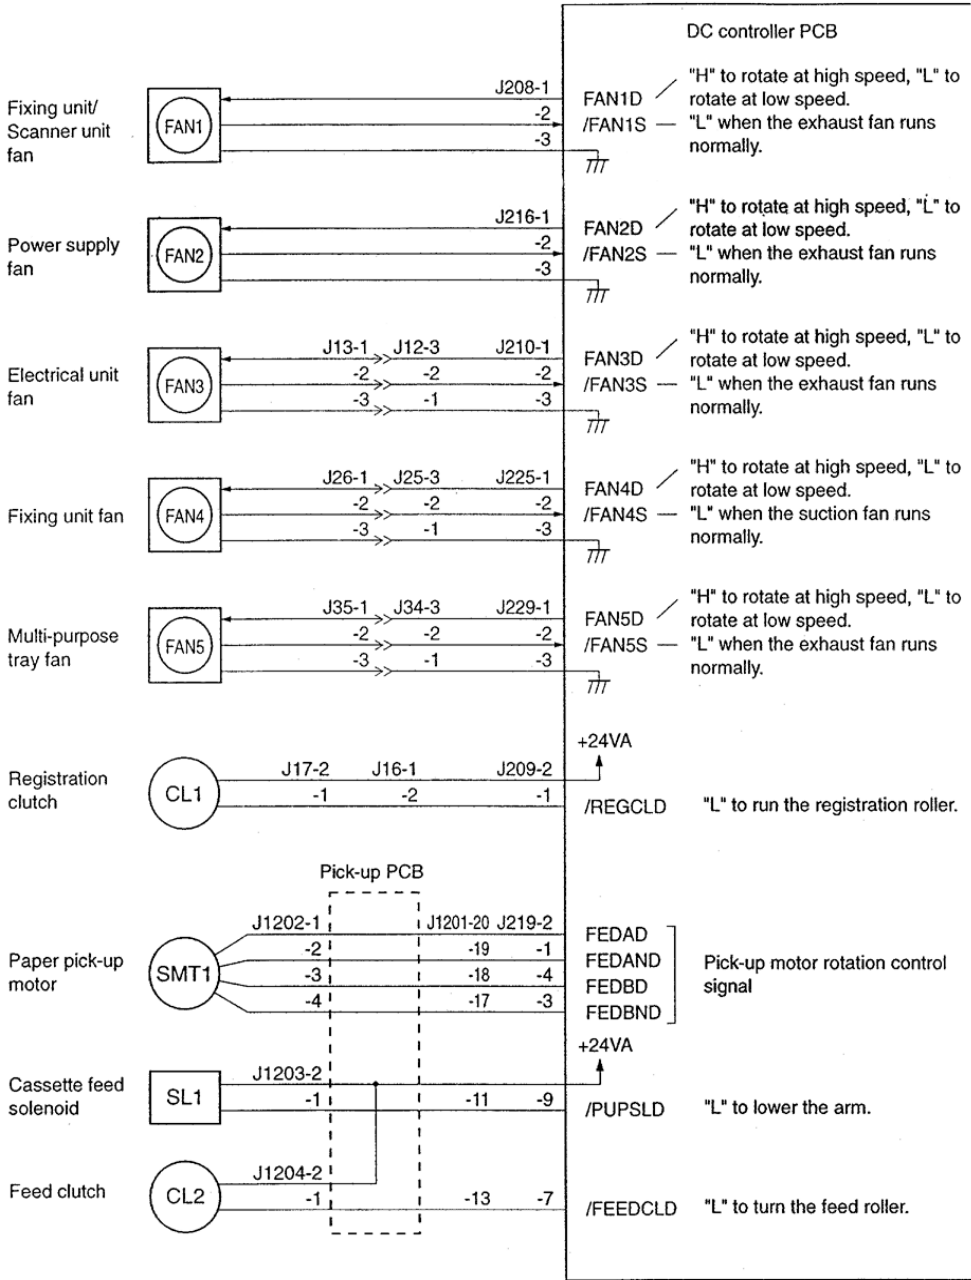 DC controller PCB
Fixing unit/
Scanner unit
fan
FAN1
J208-1
-2
-3
FAN1D
/FAN1S
"H" to rotate at high speed, "L" to
rotate at low speed.
"L" when the exhaust fan runs
normally.
Power supply
fan
FAN2
J216-1
-2
-3
FAN2D
/FAN2S
"H" to rotate at high speed, "L" to
rotate at low speed.
"L" when the exhaust fan runs
normally.
Electrical unit
fan
FAN3
J13-1 J12-3 J210-1
-2 -2 -2
-3 -1 -3
FAN3D
/FAN3S
"H" to rotate at high speed, "L" to
rotate at low speed.
"L" when the exhaust fan runs
normally.
Fixing unit fan
FAN4
J26-1 J25-3 J225-1
-2 -2 -2
-3 -1 -3
FAN4D
/FAN4S
"H" to rotate at high speed, "L" to
rotate at low speed.
"L" when the suction fan runs
normally.
Multi-purpose
tray fan
FAN5
J35-1 J34-3 J229-1
-2 -2 -2
-3 -1 -3
FAN5D
/FAN5S
"H" to rotate at high speed, "L" to
rotate at low speed.
"L" when the exhaust fan runs
normally.
+24VA
Registration
clutch
CL1
J17-2 J16-1 J209-2
-1 -2 -1
/REGCLD
"L" to run the registration roller.
Pick-up PCB
Paper pick-up
motor
SMT1
J1202-1 J1201-20 J219-2
-2 -19 -1
-3 -18 -4
-4 -17 -3
FEDAD
FEDAND
FEDBD
FEDBND
Pick-up motor rotation control
signal
+24VA
Cassette feed
solenoid
SL1
J1203-2
-1 -11 -9
/PUPSLD
"L" to lower the arm.
Feed clutch
CL2
J1204-2
-1 -13 -7
/FEEDCLD
"L" to turn the feed roller.